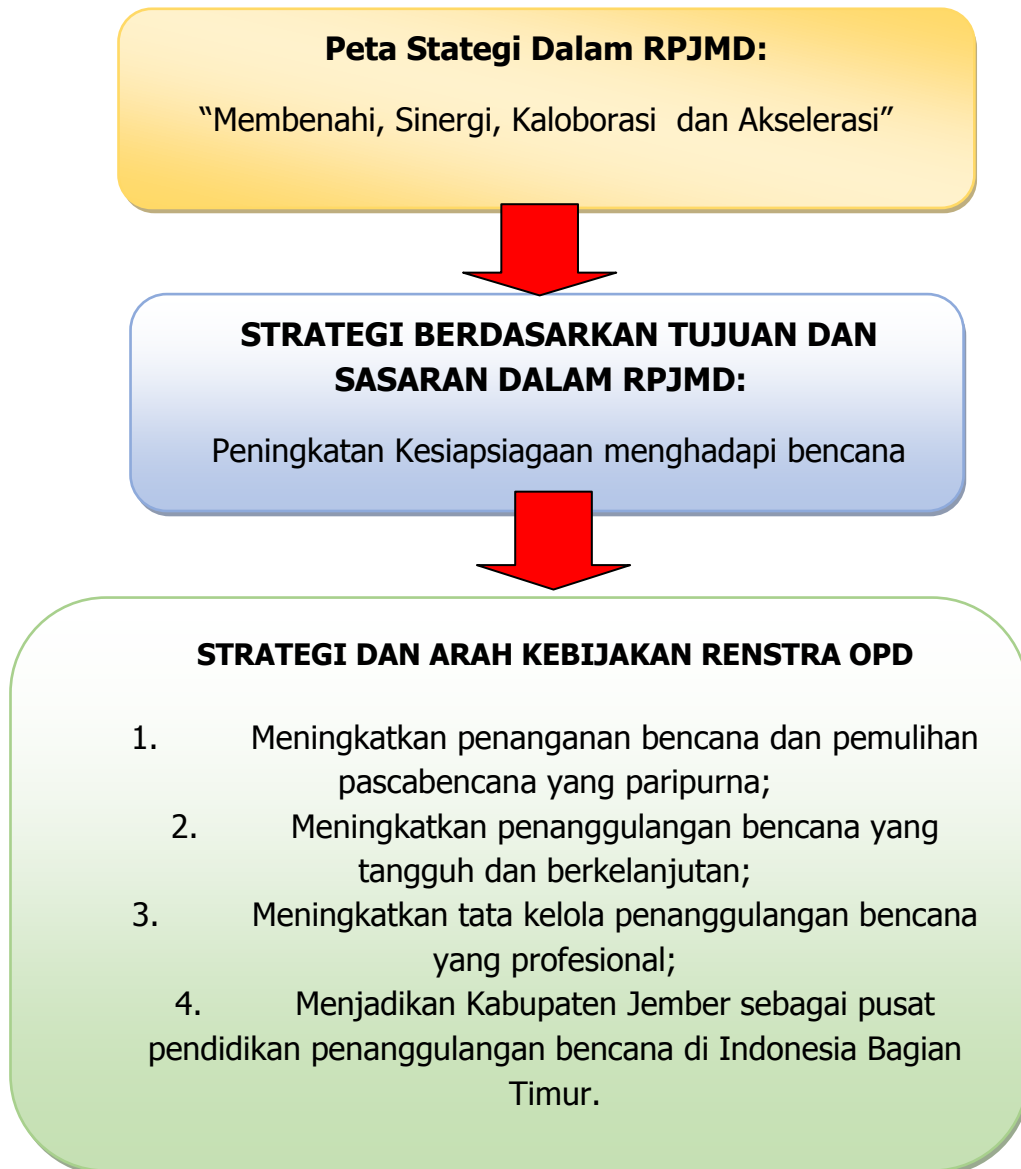 Peta Stategi Dalam RPJMD:
“Membenahi, Sinergi, Kaloborasi dan Akselerasi”
STRATEGI BERDASARKAN TUJUAN DAN
SASARAN DALAM RPJMD:
Peningkatan Kesiapsiagaan menghadapi bencana
STRATEGI DAN ARAH KEBIJAKAN RENSTRA OPD
1. Meningkatkan penanganan bencana dan pemulihan
pascabencana yang paripurna;
2. Meningkatkan penanggulangan bencana yang
tangguh dan berkelanjutan;
3. Meningkatkan tata kelola penanggulangan bencana
yang profesional;
4. Menjadikan Kabupaten Jember sebagai pusat
pendidikan penanggulangan bencana di Indonesia Bagian
Timur.